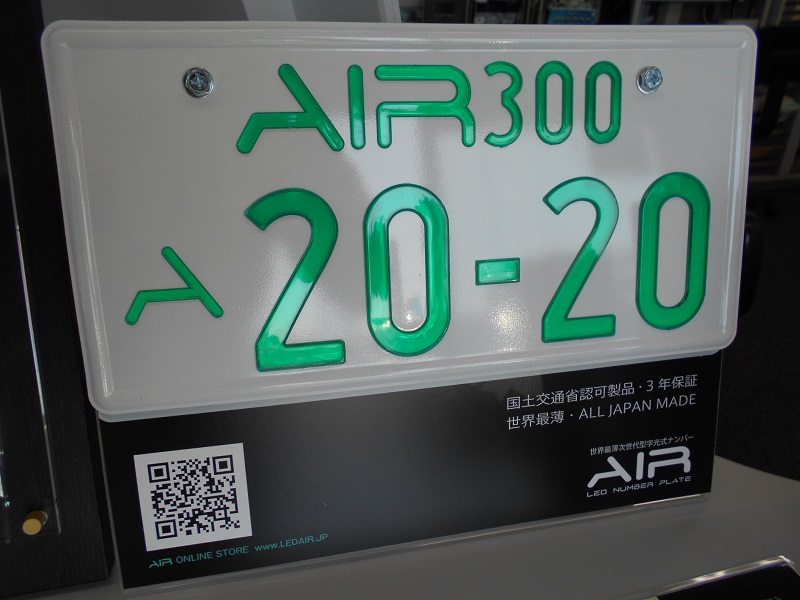 AIR 300
A 20-20
国土交通省認可製品・3年保証
世界最薄・ALL JAPAN MADE
世界最薄次世代型字光式ナンバー
AIR
LED NUMBER PLATE
AIR ONLINE STORE www.LEDAIR.JP